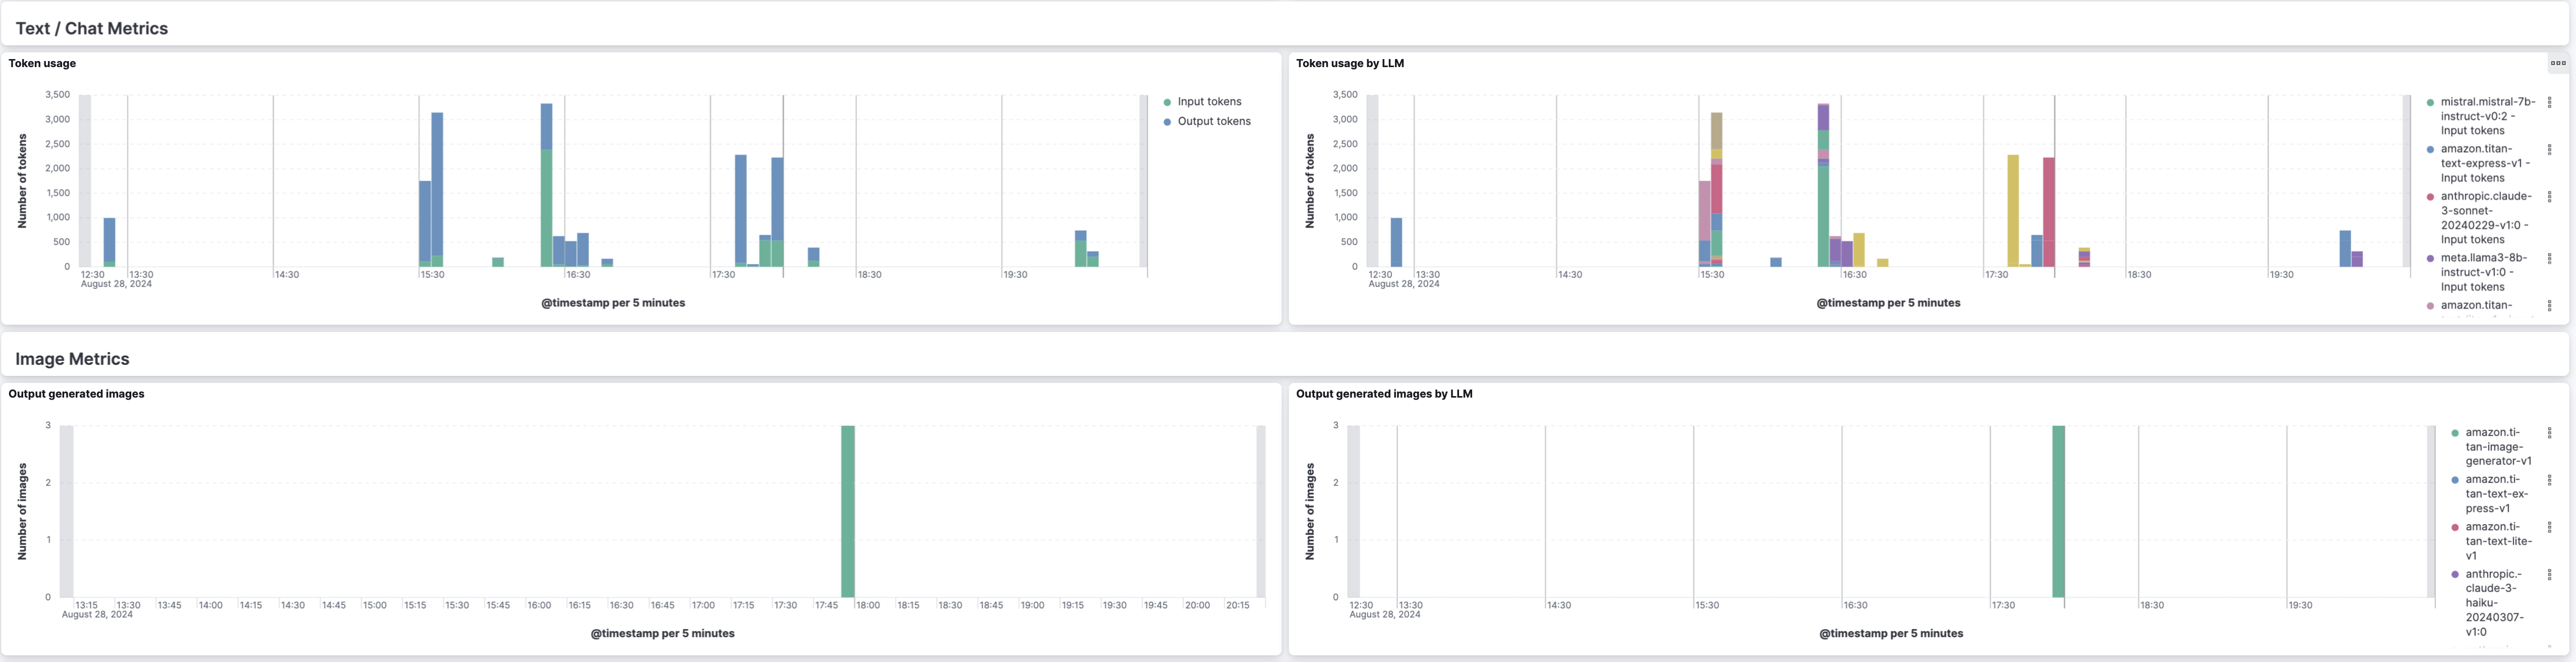 Text / Chat Metrics
Token usage
3,500
3,000
2,500
2,000
1,500
1,000
500
0
Number of tokens
12:30
13:30
14:30
15:30
16:30
17:30
18:30
19:30
August 28, 2024
@timestamp per 5 minutes
Input tokens
Output tokens
Token usage by LLM
3,500
3,000
2,500
2,000
1,500
1,000
500
0
Number of tokens
12:30
13:30
14:30
15:30
16:30
17:30
18:30
19:30
August 28, 2024
@timestamp per 5 minutes
mistral.mistral-7b-
instruct-v0:2 -
Input tokens
amazon.titan-
text-express-v1 -
Input tokens
anthropic.claude-
3-sonnet-
20240229-v1:0 -
Input tokens
meta.llama3-8b-
instruct-v1:0 -
Input tokens
amazon.titan-
Image Metrics
Output generated images
3
2
1
0
Number of images
13:15
13:30
13:45
14:00
14:15
14:30
14:45
15:00
15:15
15:30
15:45
16:00
16:15
16:30
16:45
17:00
17:15
17:30
17:45
18:00
18:15
18:30
18:45
19:00
19:15
19:30
19:45
20:00
20:15
August 28, 2024
@timestamp per 5 minutes
Output generated images by LLM
3
2
1
0
Number of images
12:30
13:30
14:30
15:30
16:30
17:30
18:30
19:30
August 28, 2024
@timestamp per 5 minutes
amazon.ti-
tan-image-
generator-v1
amazon.ti-
tan-text-ex-
press-v1
amazon.ti-
tan-text-lite-
v1
anthropic.-
claude-3-
haiku-
20240307-
v1:0